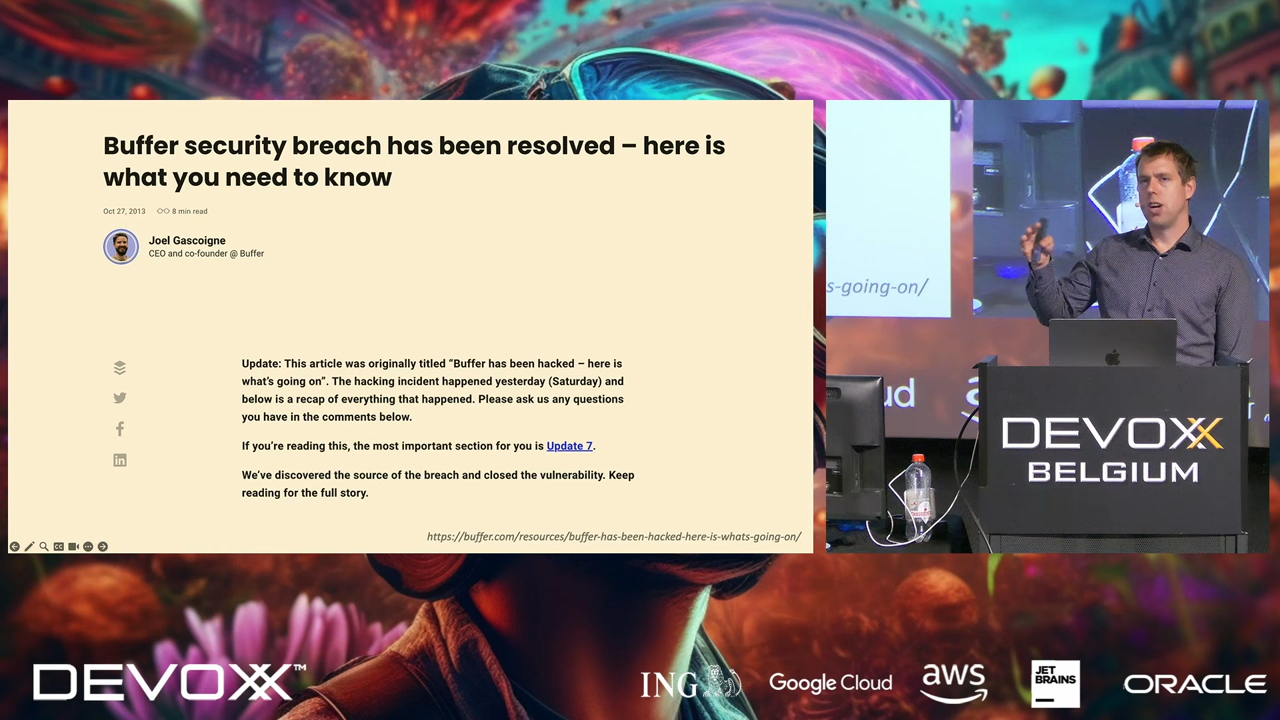 Buffer security breach has been resolved – here is
what you need to know
Oct 27, 2013
8 min read
Joel Gascoigne
CEO and co-founder @ Buffer
Update: This article was originally titled “Buffer has been hacked – here is
what’s going on”. The hacking incident happened yesterday (Saturday) and
below is a recap of everything that happened. Please ask us any questions
you have in the comments below.
If you’re reading this, the most important section for you is Update 7.
We’ve discovered the source of the breach and closed the vulnerability. Keep
reading for the full story.
https://buffer.com/resources/buffer-has-been-hacked-here-is-whats-going-on/
s-going-on/
ud
DEVOXX
BELGIUM
DEVOXX™
ING
Google Cloud
aws
JET
BRAINS
ORACLE